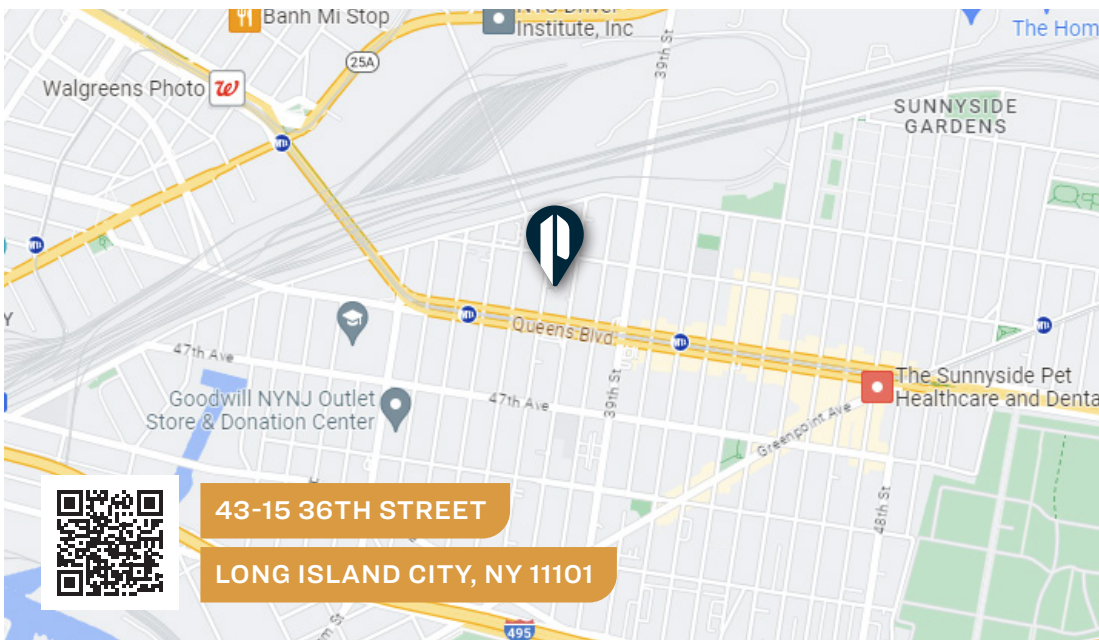 Banh Mi Stop
Institute, Inc
The Hom
25A
39th St
Walgreens Photo
SUNNYSIDE
GARDENS
Queens Blvd
Y
47th Ave
The Sunnyside Pet
Healthcare and Denta
Goodwill NYNJ Outlet
Store & Donation Center
47th Ave
39th St
Greenpoint Ave
48th St
43-15 36TH STREET
LONG ISLAND CITY, NY 11101
495